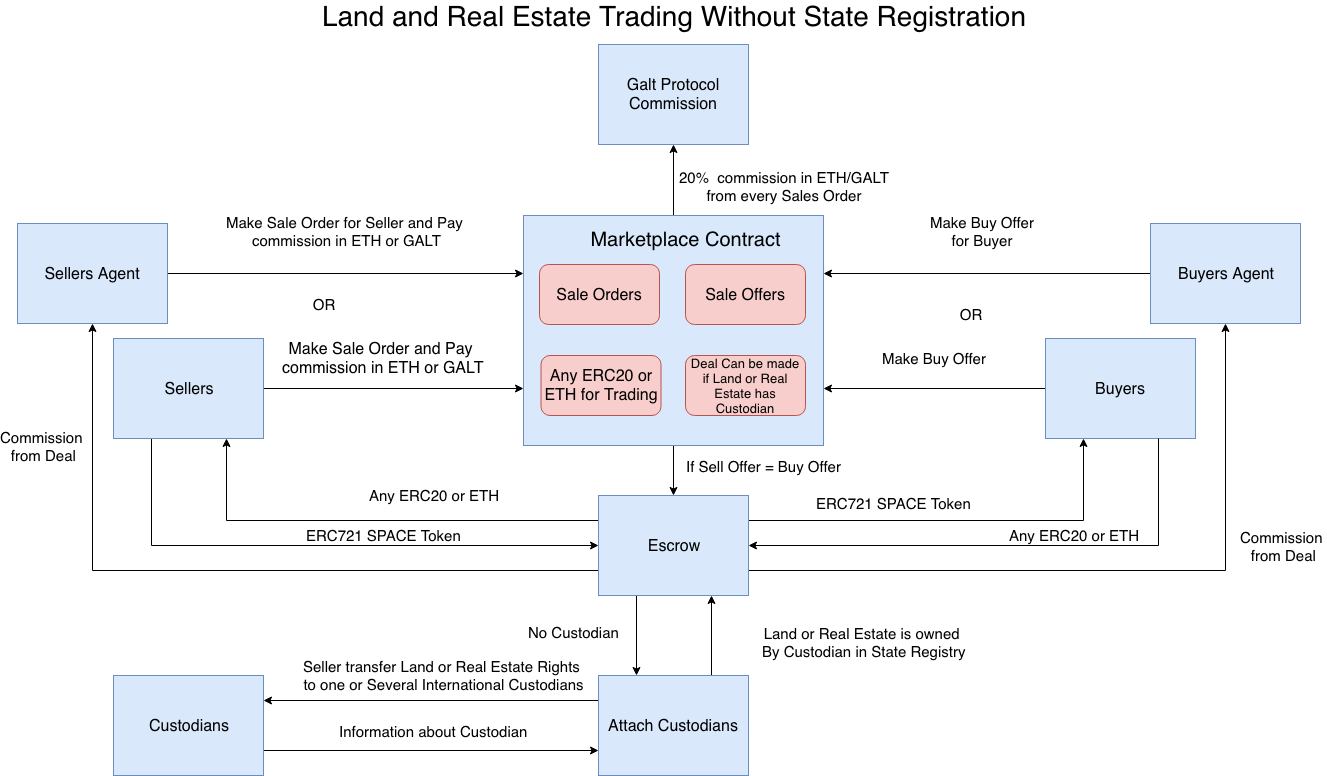 Land and Real Estate Trading Without State Registration
Galt Protocol
Commission
20%  commission in ETH/GALT
from every Sales Order
Make Sale Order for Seller and Pay
commission in ETH or GALT
Make Buy Offer
for Buyer
Sellers Agent
Marketplace Contract
Buyers Agent
Sale Orders
Sale Offers
OR
OR
Make Sale Order and Pay
commission in ETH or GALT
Make Buy Offer
Sellers
Any ERC20 or
ETH for Trading
Deal Can be made
if Land or Real
Estate has
Custodian
Buyers
Commission
from Deal
If Sell Offer = Buy Offer
Any ERC20 or ETH
ERC721 SPACE Token
ERC721 SPACE Token
Escrow
Any ERC20 or ETH
Commission
from Deal
No Custodian
Land or Real Estate is owned
By Custodian in State Registry
Seller transfer Land or Real Estate Rights
to one or Several International Custodians
Custodians
Information about Custodian
Attach Custodians